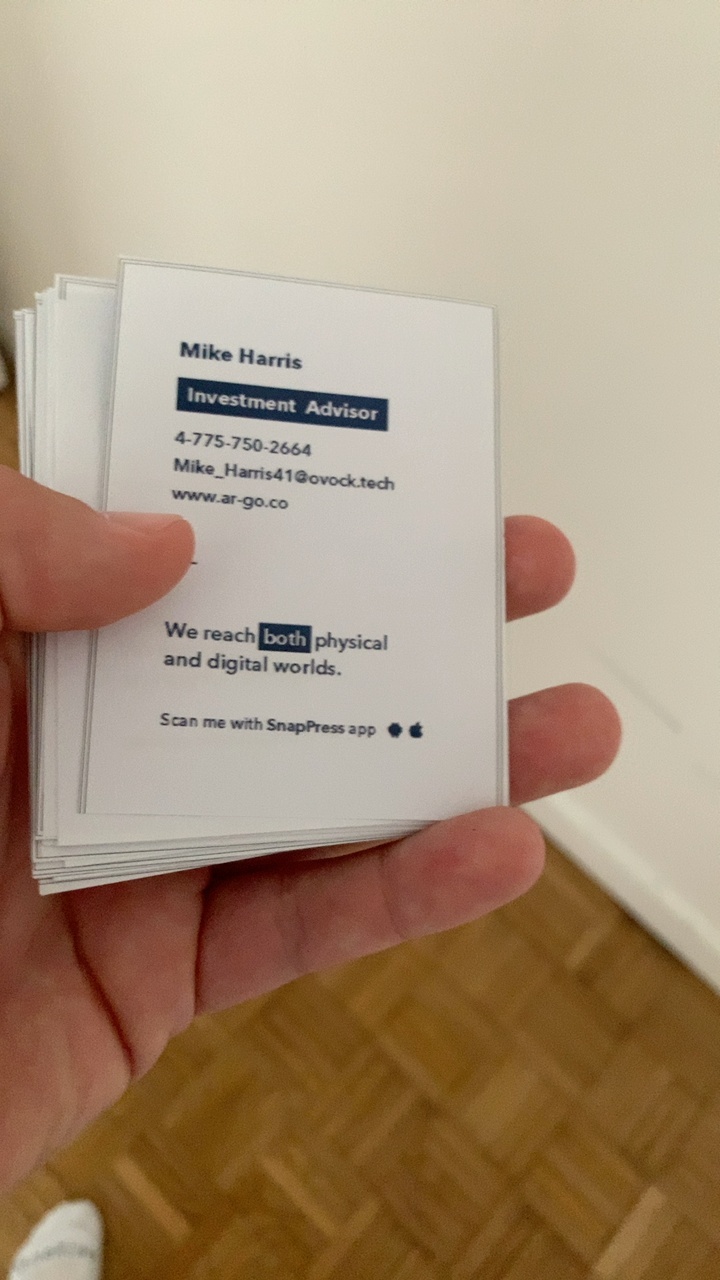 Mike Harris
Investment Advisor
4-775-750-2664
Mike_Harris41@ovock.tech
www.ar-go.co
We reach both physical
and digital worlds.
Scan me with SnapPress app